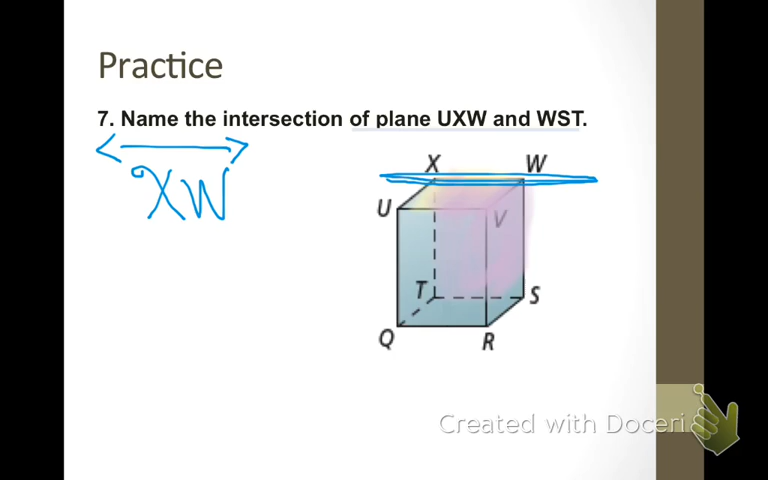 Practice
7. Name the intersection of plane UXW and WST.
XW
X W
U V
T S
Q R
Created with Doceri